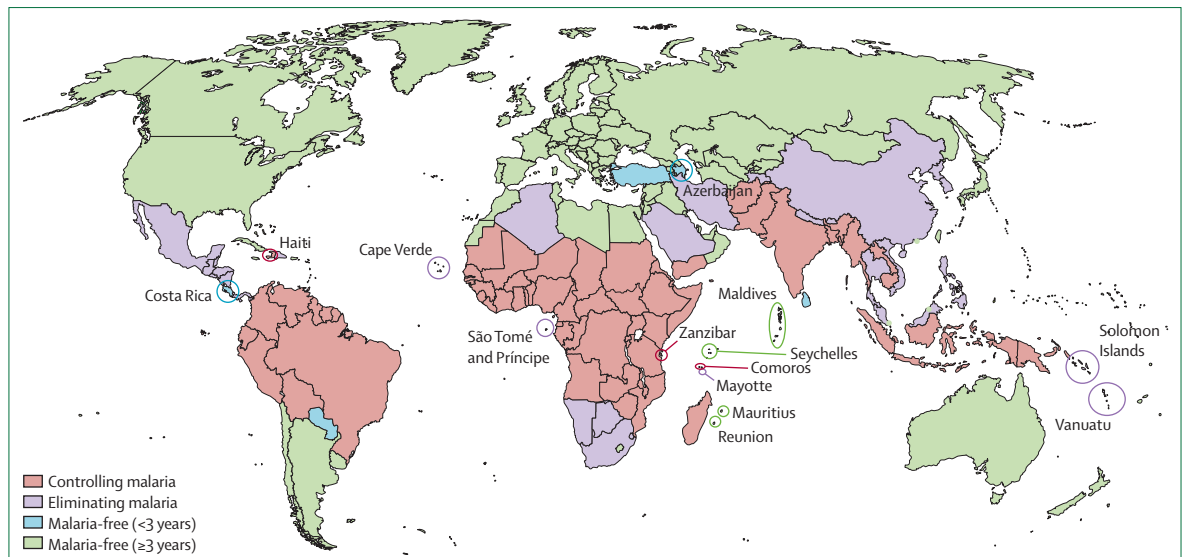 Haiti
Cape Verde
Costa Rica
São Tomé
and Príncipe
Azerbaijan
Maldives
Zanzibar
Seychelles
Comoros
Mayotte
Mauritius
Reunion
Solomon
Islands
Vanuatu
Controlling malaria
Eliminating malaria
Malaria-free (<3 years)
Malaria-free (≥3 years)